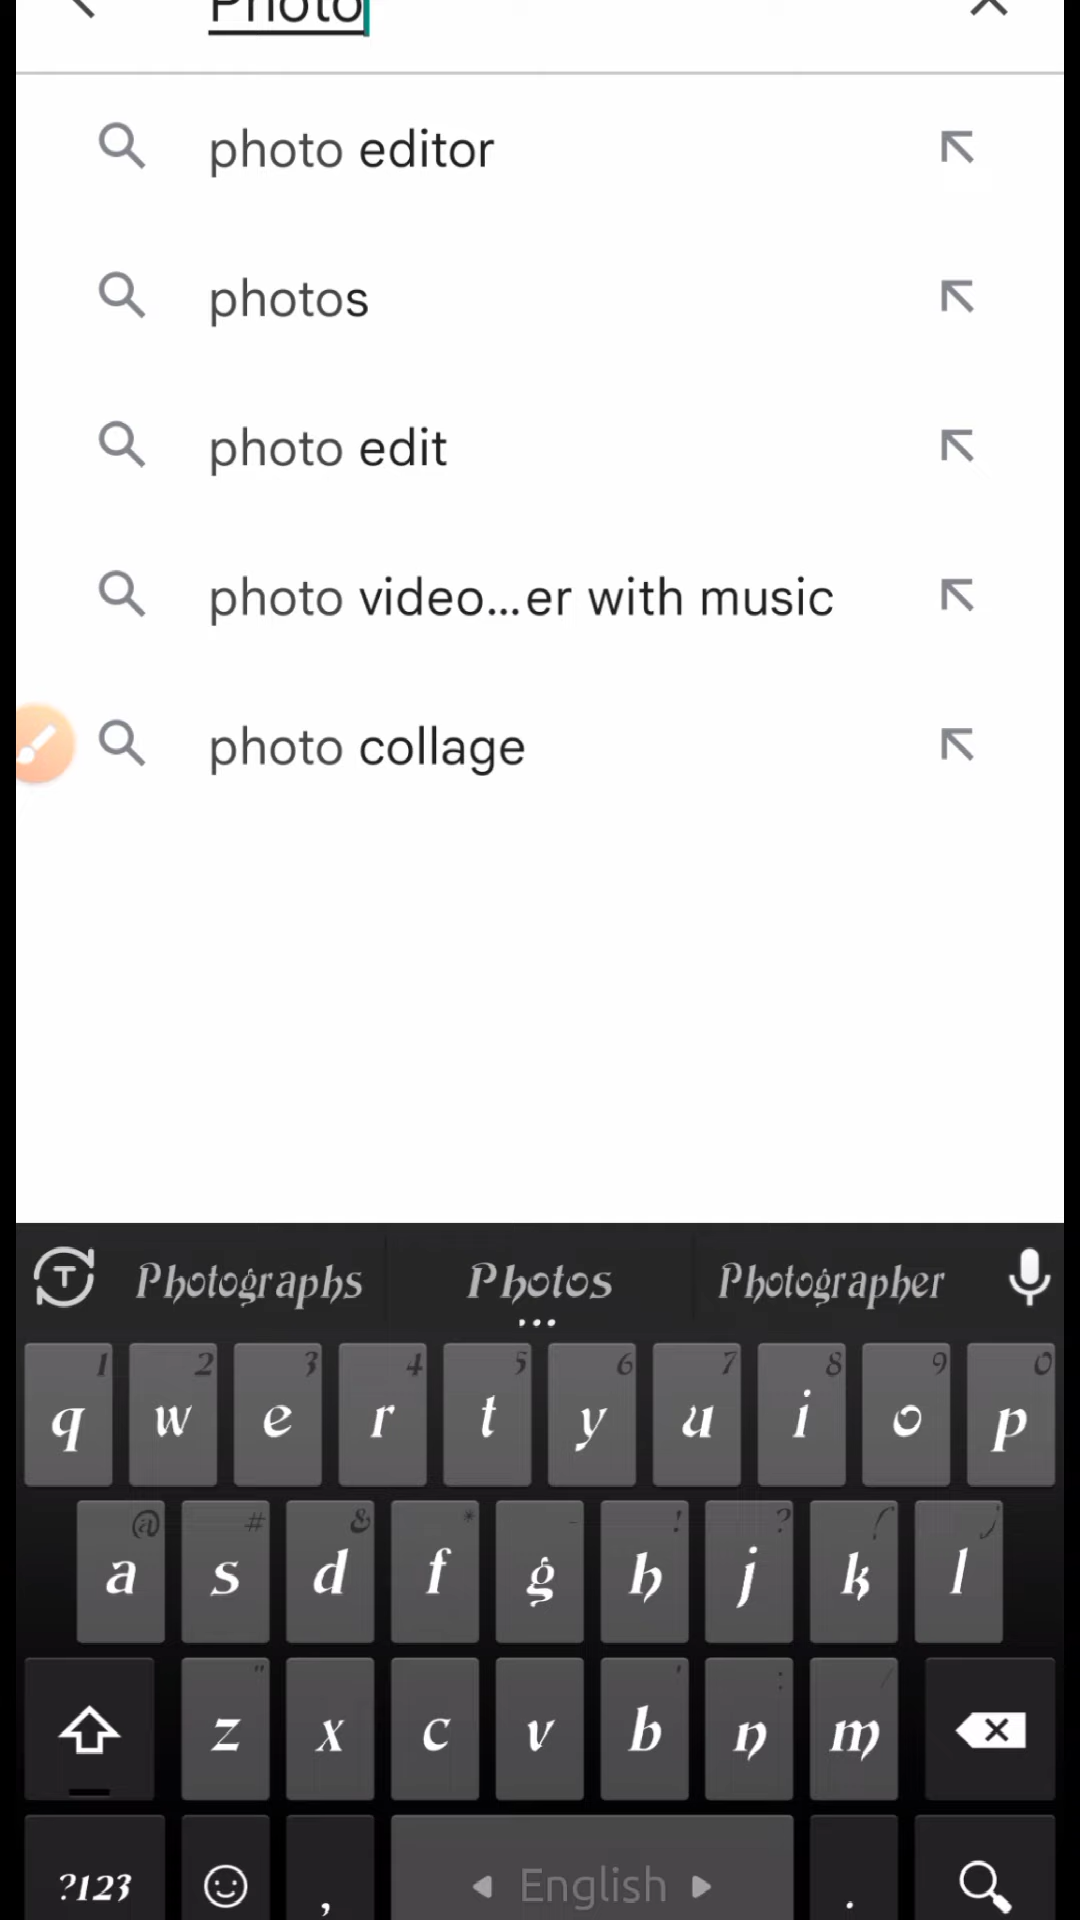 Photo
photo editor
photos
photo edit
photo video...er with music
photo collage
T Photographs Photos Photographer
...
1 2 3 4 5 6 7 8 9 0
q w e r t y u i o p
@ # & * - ! ? ( )
a s d f g h j k l
" ' : /
z x c v b n m
?123 , English .